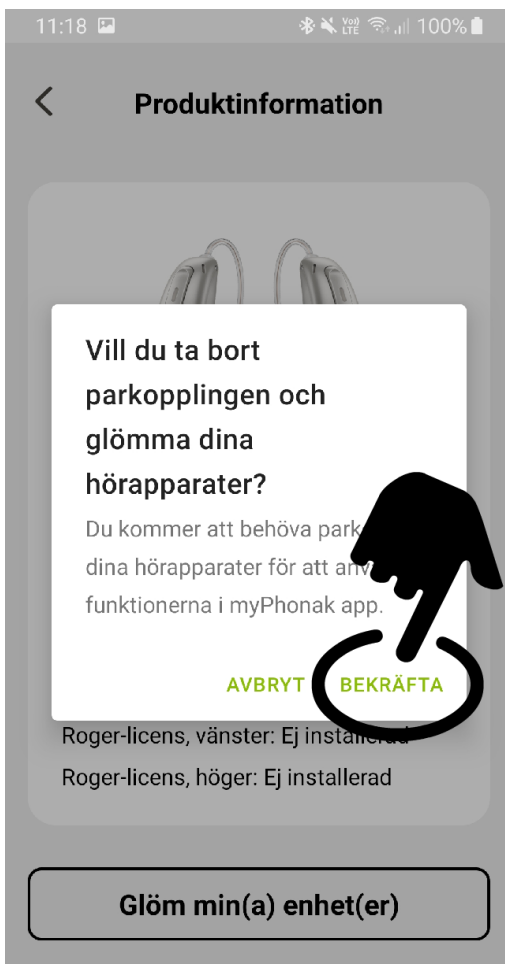 11:18 Voo) LTE 100%
Produktinformation
Vill du ta bort
parkopplingen och
glömma dina
hörapparater?
Du kommer att behöva park
dina hörapparater för att anv
funktionerna i myPhonak app.
AVBRYT BEKRÄFTA
Roger-licens, vänster: Ej installerad
Roger-licens, höger: Ej installerad
Glöm min(a) enhet(er)